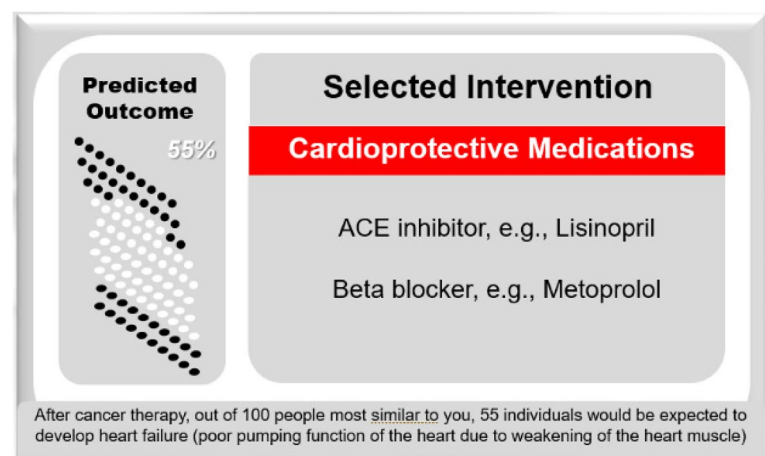 Predicted
Outcome
55%
Selected Intervention
Cardioprotective Medications
ACE inhibitor, e.g., Lisinopril
Beta blocker, e.g., Metoprolol
After cancer therapy, out of 100 people most similar to you, 55 individuals would be expected to
develop heart failure (poor pumping function of the heart due to weakening of the heart muscle)